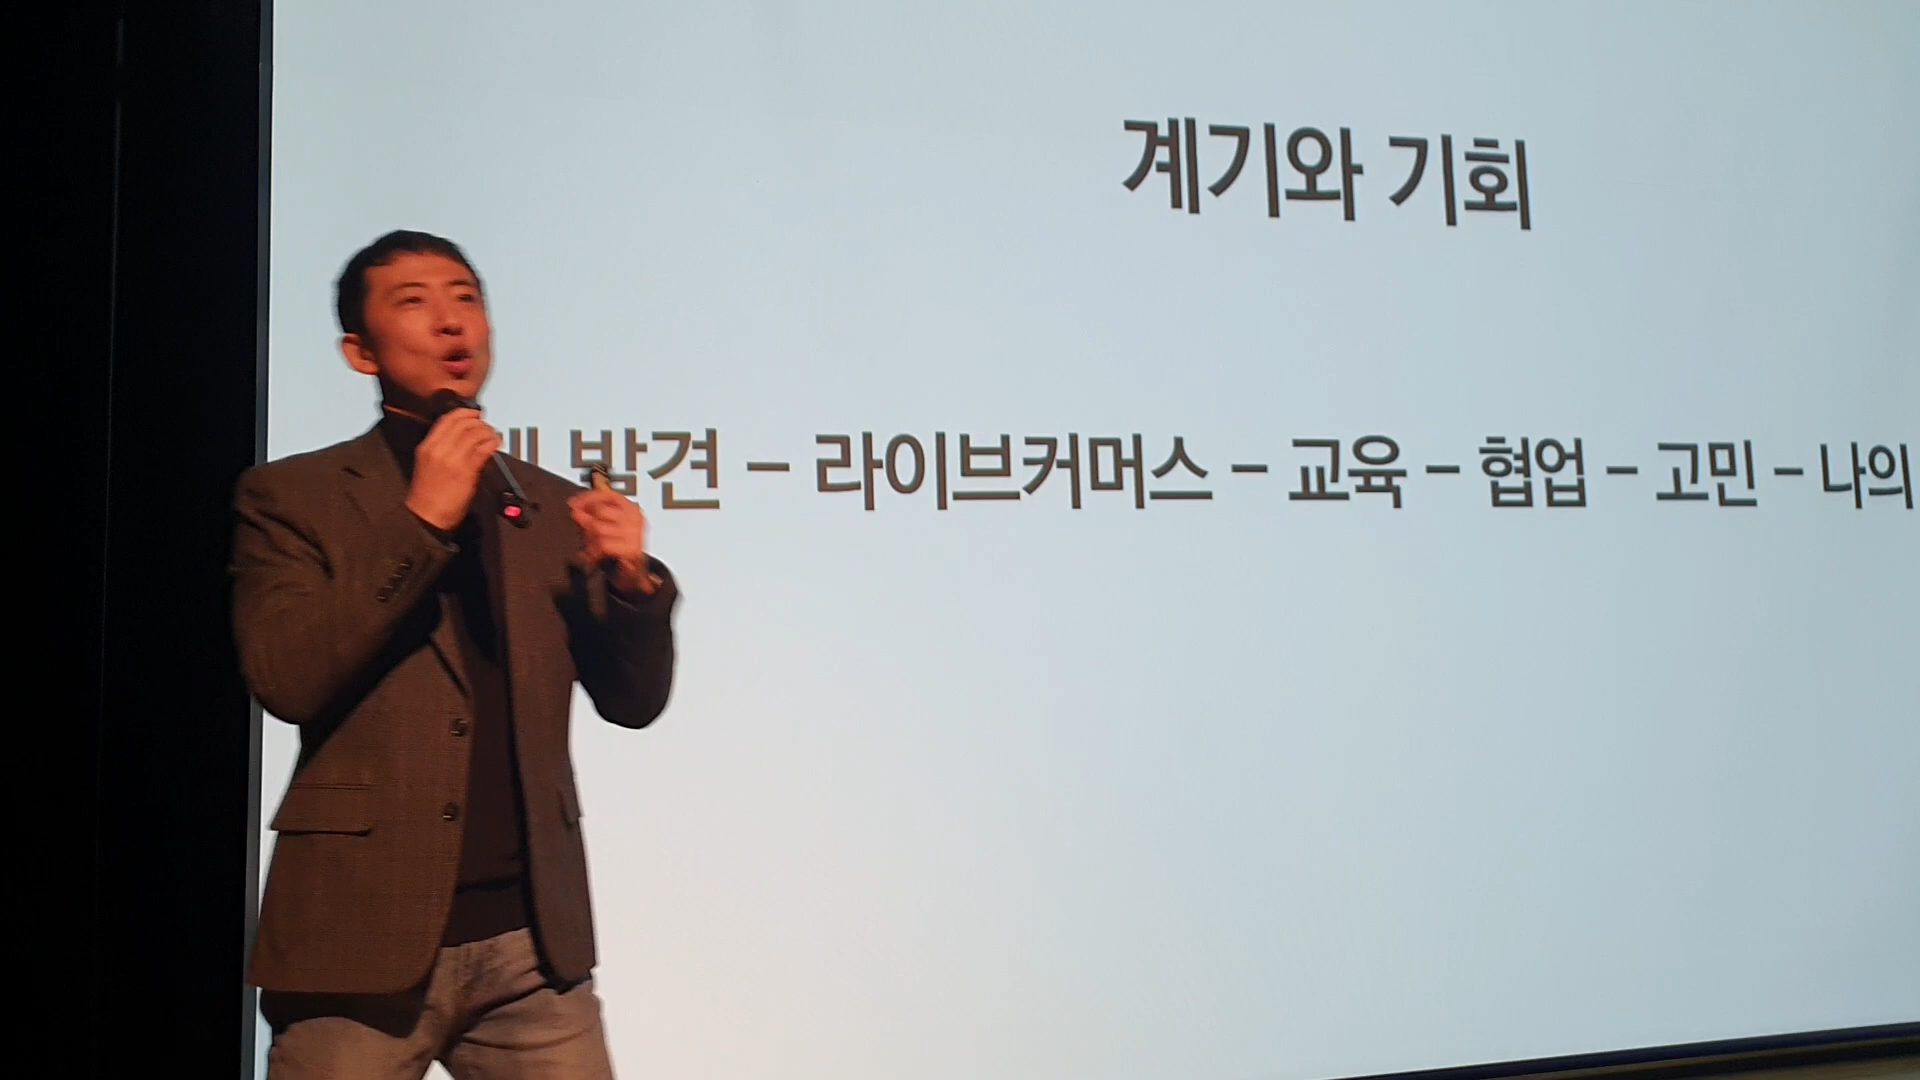 계기와 기회
발견 – 라이브커머스 – 교육 – 협업 – 고민 – 나의